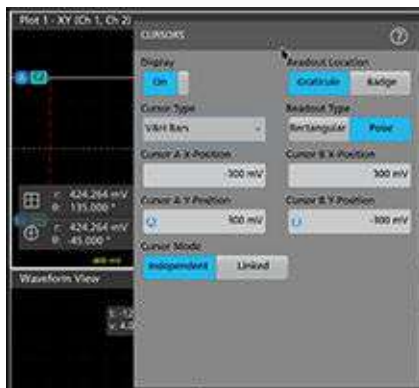 Plot 1 - XY (Ch 1, Ch 2)
CURSORS
Display
Readout Location
On
Graticule
Badge
Cursor Type
Readout Type
V&H Bars
Rectangular
Polar
Cursor A X-Position
Cursor B X-Position
-300 mV
300 mV
Cursor A Y-Position
Cursor B Y-Position
300 mV
-300 mV
Cursor Mode
Independent
Linked
r: 424.264 mV
θ: 135.000 °
r: 424.264 mV
θ: -45.000 °
Waveform View